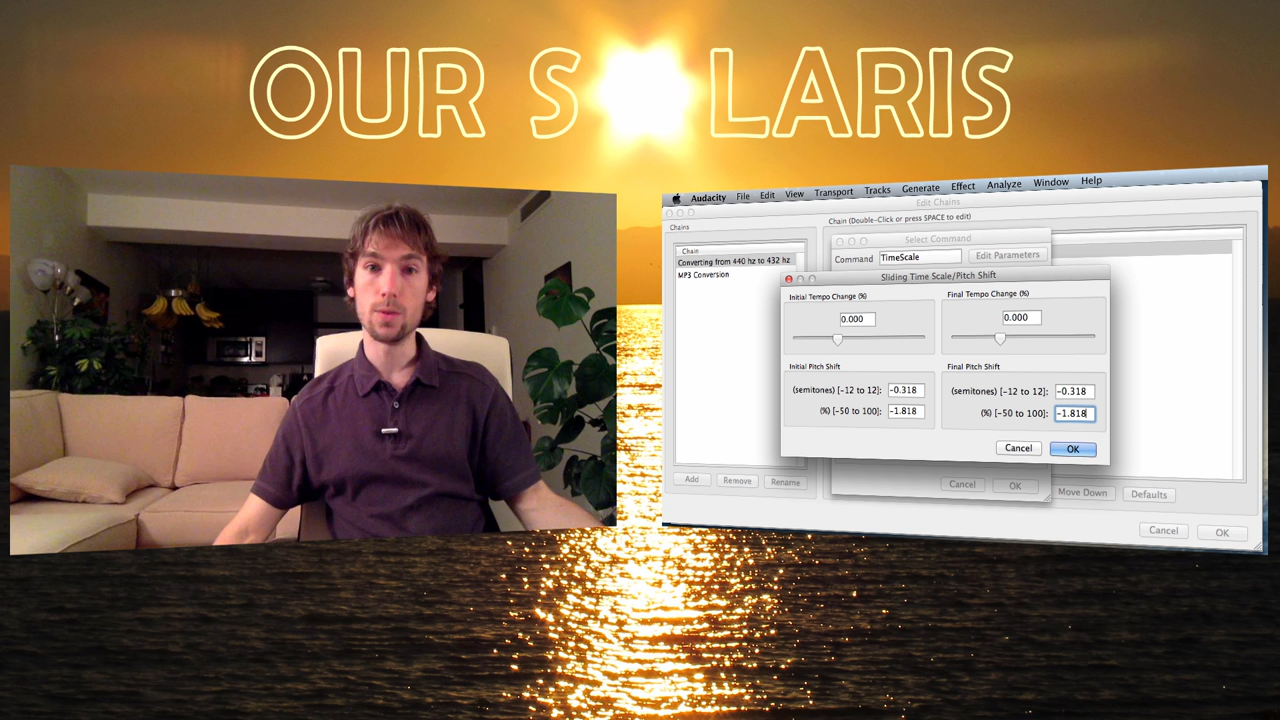 OUR SOLARIS
Audacity File Edit View Transport Tracks Generate Effect Analyze Window Help
Edit Chains
Chains
Chain (Double-Click or press SPACE to edit)
Chain
Converting from 440 hz to 432 hz
MP3 Conversion
Select Command
Command TimeScale Edit Parameters
Sliding Time Scale/Pitch Shift
Initial Tempo Change (%)
0.000
Final Tempo Change (%)
0.000
Initial Pitch Shift
(semitones) [-12 to 12]: -0.318
(%) [-50 to 100]: -1.818
Final Pitch Shift
(semitones) [-12 to 12]: -0.318
(%) [-50 to 100]: -1.818
Cancel OK
Cancel OK
Add Remove Rename
Move Down Defaults
Cancel OK